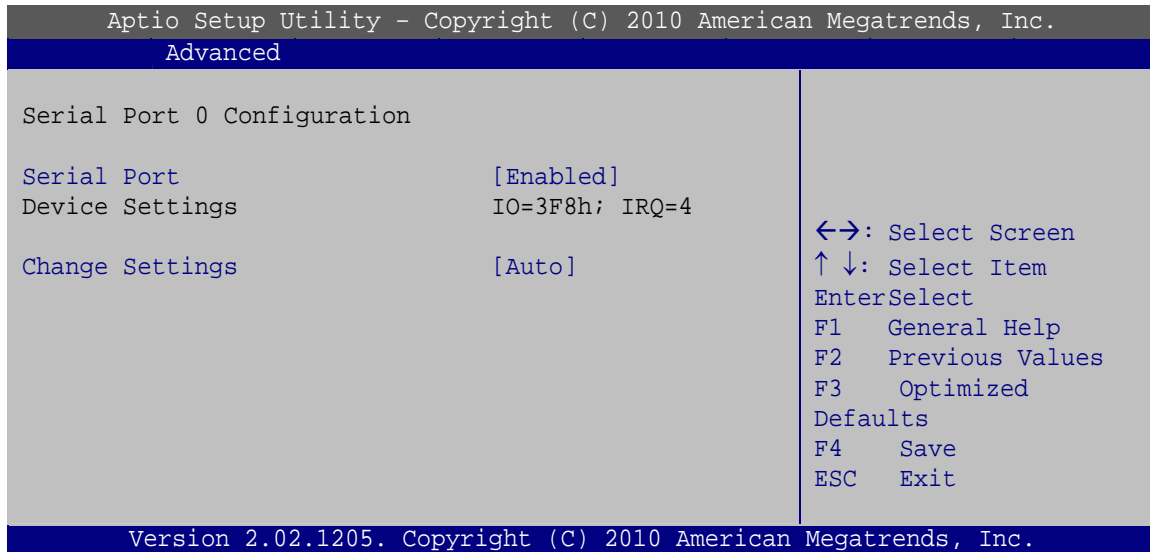 Aptio Setup Utility – Copyright (C) 2010 American Megatrends, Inc.
Advanced
Serial Port 0 Configuration
Serial Port [Enabled]
Device Settings IO=3F8h; IRQ=4
Change Settings [Auto]
←→: Select Screen
↑ ↓: Select Item
EnterSelect
F1 General Help
F2 Previous Values
F3 Optimized
Defaults
F4 Save
ESC Exit
Version 2.02.1205. Copyright (C) 2010 American Megatrends, Inc.